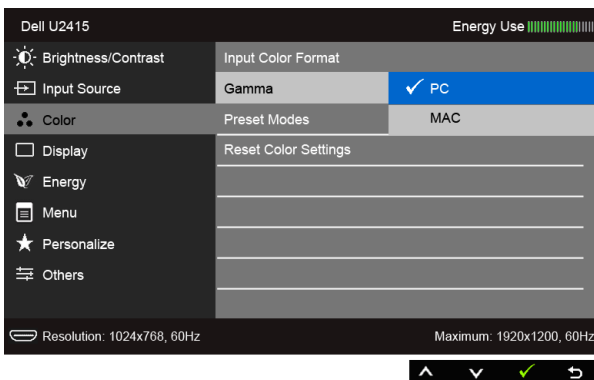 Dell U2415 Energy Use
Brightness/Contrast Input Color Format
Input Source Gamma PC
Color Preset Modes MAC
Display Reset Color Settings
Energy
Menu
Personalize
Others
Resolution: 1024x768, 60Hz Maximum: 1920x1200, 60Hz